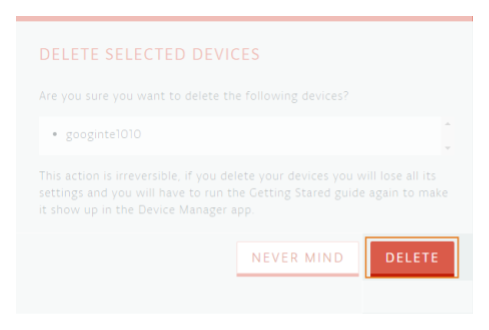 DELETE SELECTED DEVICES
Are you sure you want to delete the following devices?
• googinte1010
This action is irreversible, if you delete your devices you will lose all its
settings and you will have to run the Getting Stared guide again to make
it show up in the Device Manager app
NEVER MIND
DELETE